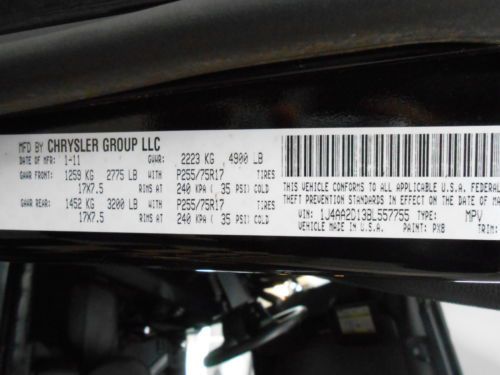 MFD BY CHRYSLER GROUP LLC
DATE OF MFR 1-11 GVWR: 2223 KG 4900 LB
GAWR FRONT: 1259 KG 2775 LB WITH P255/75R17 TIRES
17X7.5 RIMS AT 240 KPA ( 35 PSI) COLD
GAWR REAR: 1452 KG 3200 LB WITH P255/75R17 TIRES
17X7.5 RIMS AT 240 KPA ( 35 PSI) COLD
THIS VEHICLE CONFORMS TO ALL APPLICABLE U.S.A. FEDERAL
THEFT PREVENTION STANDARDS IN EFFECT ON THE DATE OF MA
VIN: 1J4AA2D13BL557755 TYPE: MPV
VEHICLE MADE IN U.S.A. PAINT: PX8 TRIM: